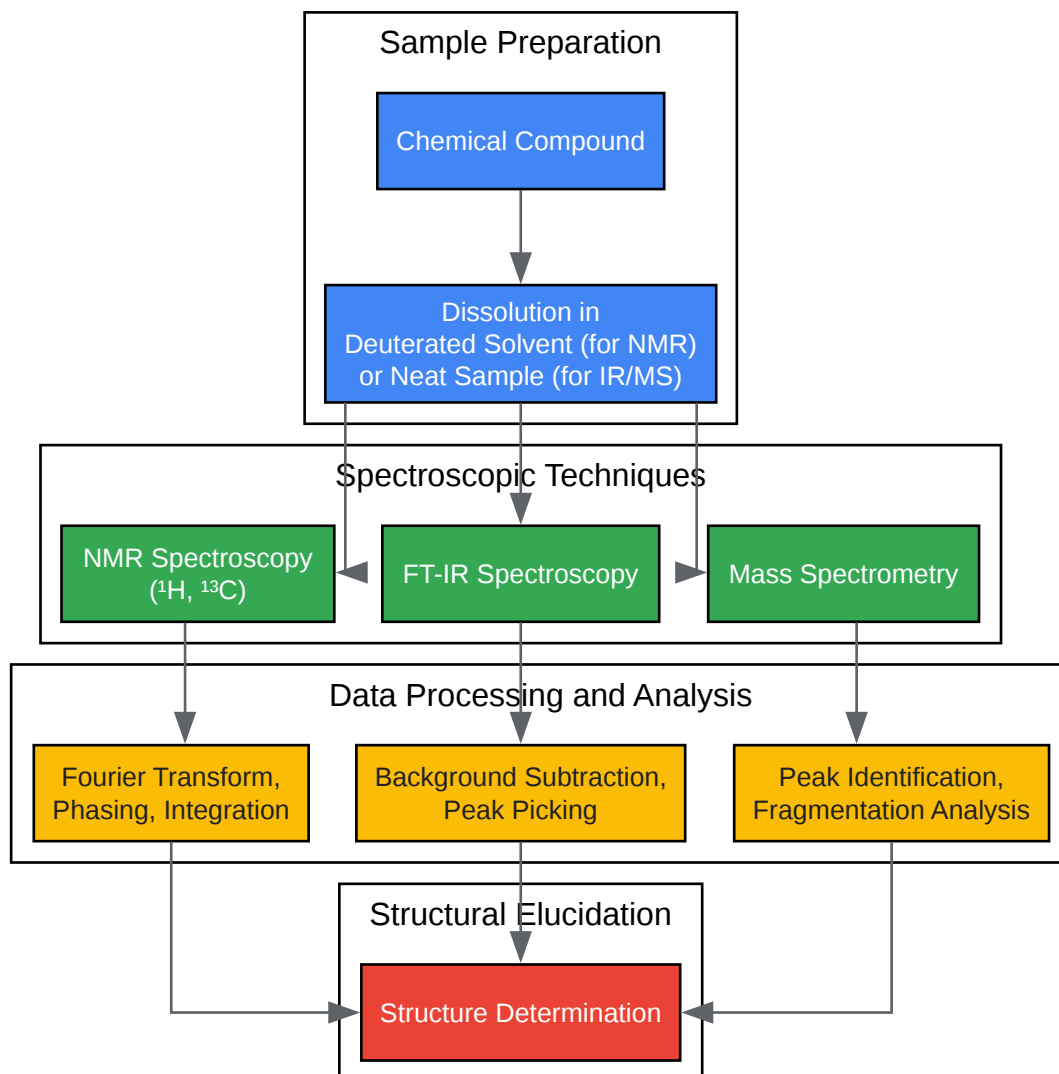 Sample Preparation
Chemical Compound
Dissolution in
Deuterated Solvent (for NMR)
or Neat Sample (for IR/MS)
Spectroscopic Techniques
NMR Spectroscopy
(¹H, ¹³C)
FT-IR Spectroscopy
Mass Spectrometry
Data Processing and Analysis
Fourier Transform,
Phasing, Integration
Background Subtraction,
Peak Picking
Peak Identification,
Fragmentation Analysis
Structural Elucidation
Structure Determination